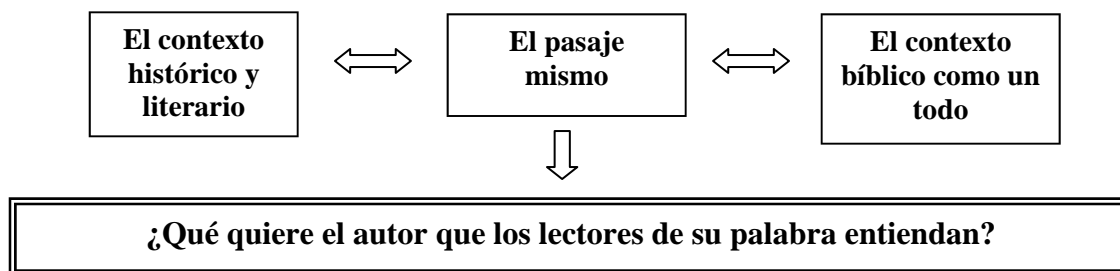 El contexto
histórico y
literario
El pasaje
mismo
El contexto
bíblico como un
todo
¿Qué quiere el autor que los lectores de su palabra entiendan?